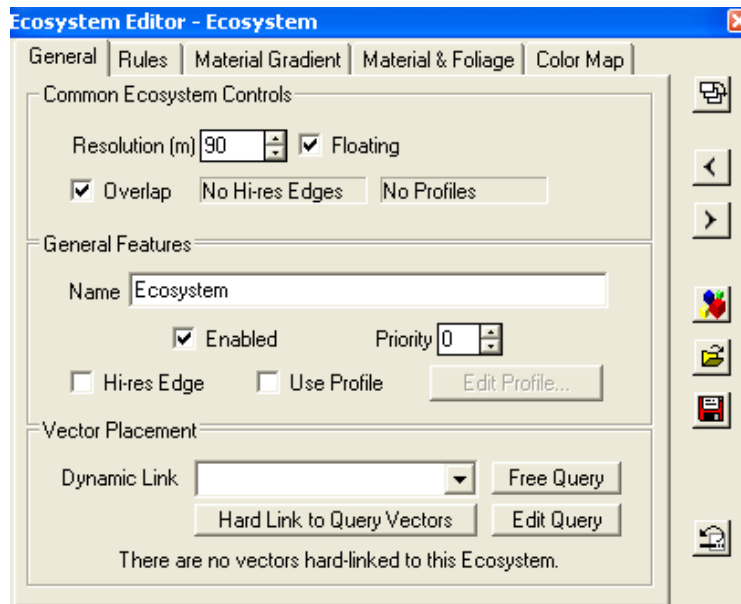 Ecosystem Editor - Ecosystem
General Rules Material Gradient Material & Foliage Color Map
Common Ecosystem Controls
Resolution (m) 90 Floating
Overlap No Hi-res Edges No Profiles
General Features
Name Ecosystem
Enabled Priority 0
Hi-res Edge Use Profile Edit Profile...
Vector Placement
Dynamic Link Free Query
Hard Link to Query Vectors Edit Query
There are no vectors hard-linked to this Ecosystem.